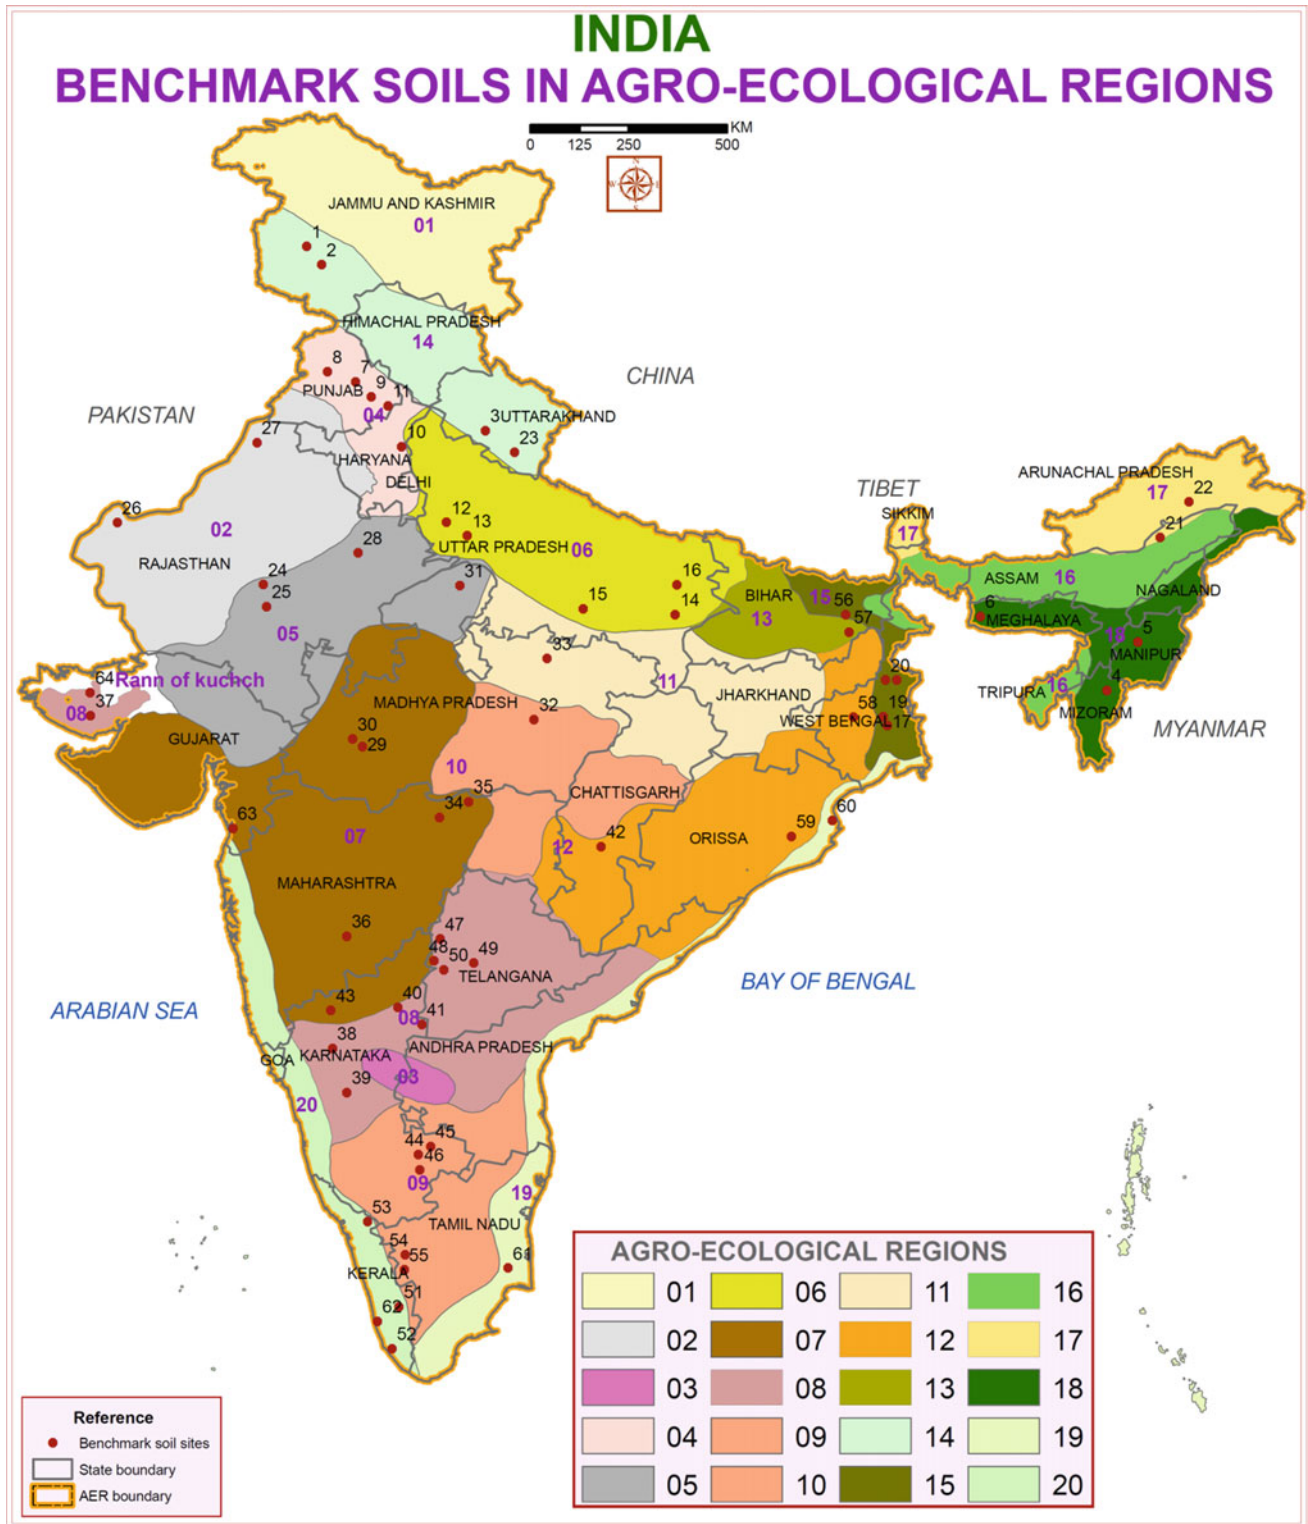 INDIA
BENCHMARK SOILS IN AGRO-ECOLOGICAL REGIONS
KM
0 125 250 500
N
W E
S
JAMMU AND KASHMIR
01
1
2
HIMACHAL PRADESH
14
CHINA
8
7
9
11
PUNJAB
04
PAKISTAN
3 UTTARAKHAND
23
27
10
HARYANA
DELHI
ARUNACHAL PRADESH
17
22
TIBET
SIKKIM
17
21
26
02
12
13
28
UTTAR PRADESH 06
RAJASTHAN
24
25
31
16
15
14
BIHAR
13
15
56
57
ASSAM 16
NAGALAND
6
MEGHALAYA
18
5
MANIPUR
05
33
11
64
Rann of kuchch
37
08
20
TRIPURA
16
4
MIZORAM
JHARKHAND
MADHYA PRADESH
32
58
19
WEST BENGAL
17
MYANMAR
GUJARAT
30
29
10
35
34
CHATTISGARH
63
07
12
42
ORISSA
59
60
MAHARASHTRA
36
47
48
50
49
TELANGANA
BAY OF BENGAL
ARABIAN SEA
43
40
08
41
38
GOA
KARNATAKA
ANDHRA PRADESH
03
39
20
44
45
46
09
19
53
TAMIL NADU
54
55
61
KERALA
51
62
52
AGRO-ECOLOGICAL REGIONS
01 06 11 16
02 07 12 17
03 08 13 18
04 09 14 19
05 10 15 20
Reference
Benchmark soil sites
State boundary
AER boundary